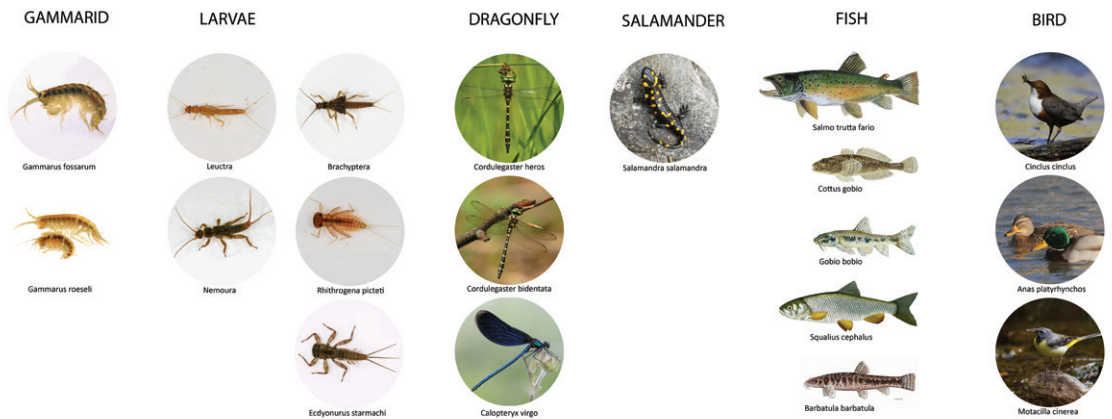 GAMMARID
LARVAE
DRAGONFLY
SALAMANDER
FISH
BIRD
Gammarus fossarum
Leuctra
Brachyptera
Cordulegaster heros
Salamandra salamandra
Salmo trutta fario
Cinclus cinclus
Cottus gobio
Gammarus roeseli
Nemoura
Rhithrogena picteti
Cordulegaster bidentata
Gobio bobio
Anas platyrhynchos
Squalius cephalus
Ecdyonurus starmachi
Calopteryx virgo
Barbatula barbatula
Motacilla cinerea